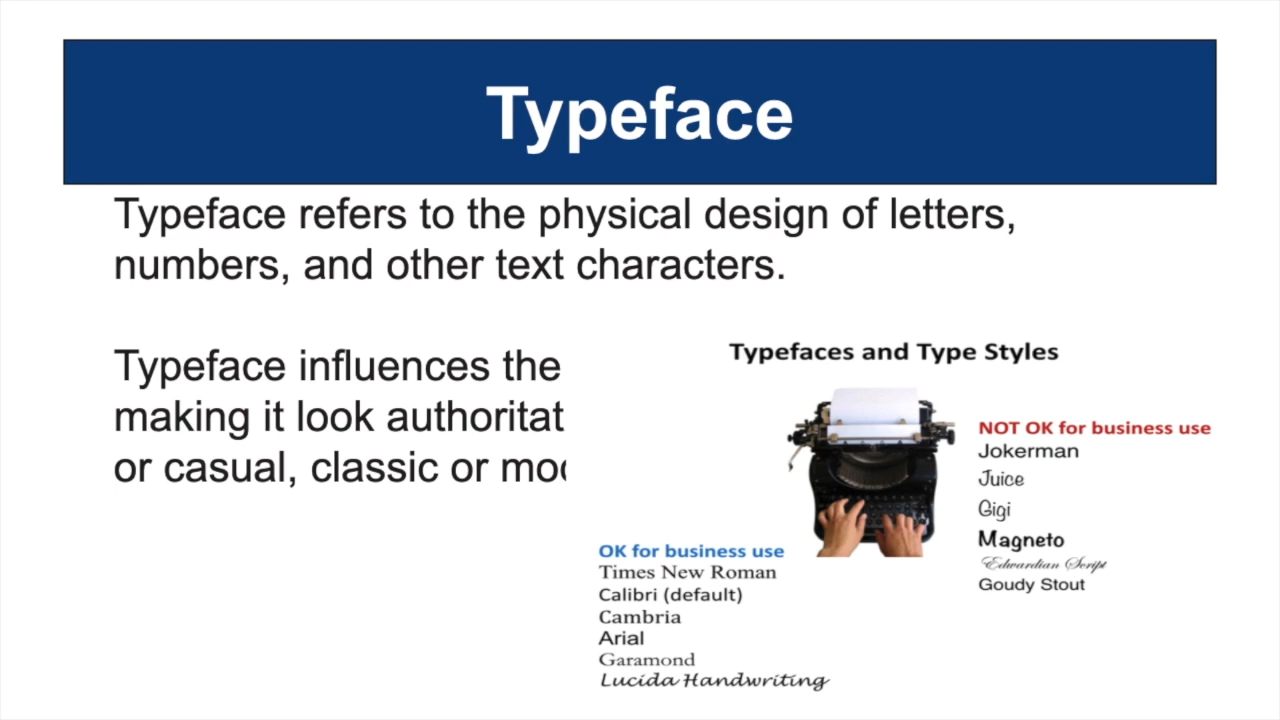 Typeface
Typeface refers to the physical design of letters,
numbers, and other text characters.
Typeface influences the
making it look authoritat
or casual, classic or mo
Typefaces and Type Styles
NOT OK for business use
Jokerman
Juice
Gigi
Magneto
Edwardian Script
Goudy Stout
OK for business use
Times New Roman
Calibri (default)
Cambria
Arial
Garamond
Lucida Handwriting